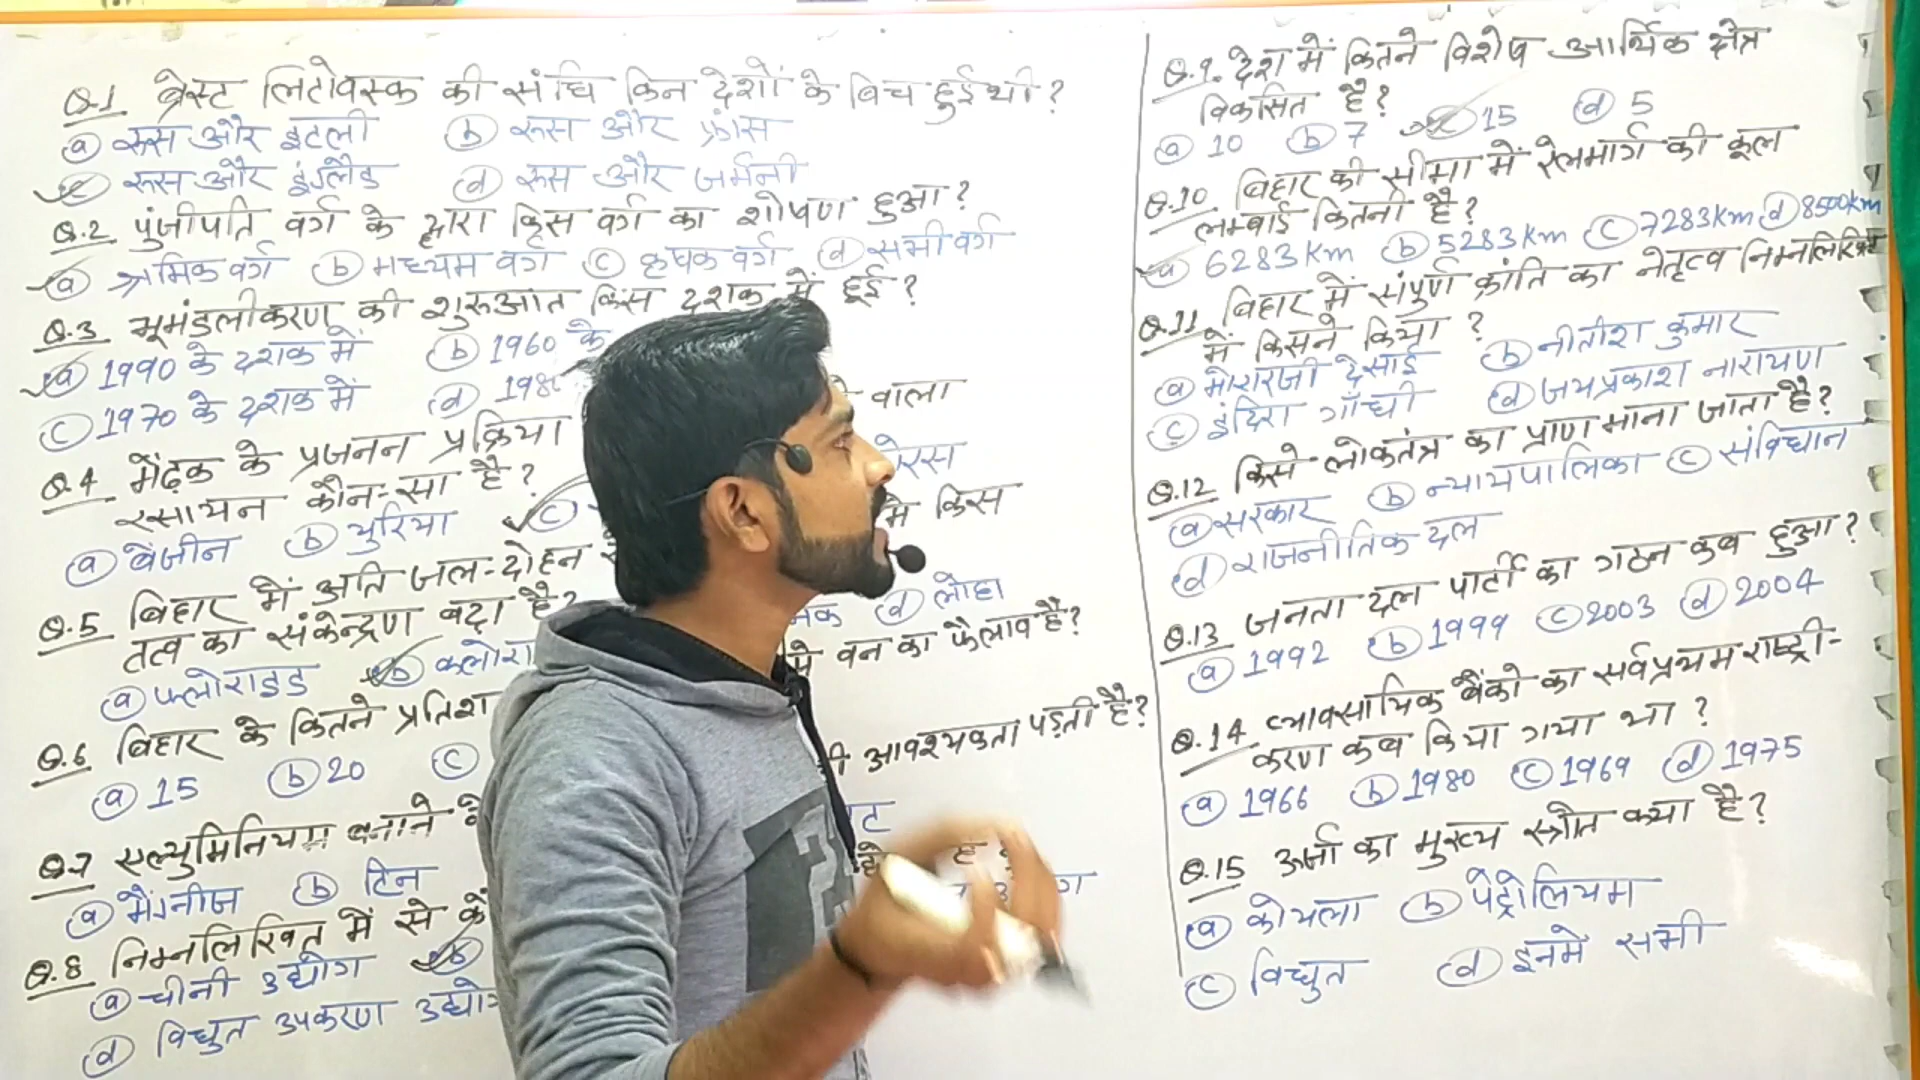 Q.1 ब्रेस्ट लिटोवस्क की संधि किन देशों के बिच हुई थी?
a रूस और इटली b रूस और फ्रांस
c रूस और इंग्लैंड d रूस और जर्मनी
Q.2 पुंजीपति वर्ग के द्वारा किस वर्ग का शोषण हुआ?
a श्रमिक वर्ग b मध्यम वर्ग c कृषक वर्ग d सभी वर्ग
Q.3 भूमंडलीकरण की शुरुआत किस दशक में हुई?
a 1990 के दशक में b 1960 के
c 1970 के दशक में d 198
Q.4 मेंढ़क के प्रजनन प्रक्रिया वाला
रसायन कौन-सा है?
a बेंजीन b युरिया c
Q.5 बिहार में अति जल-दोहन किस
तत्व का संकेन्द्रण बढ़ा है?
a फ्लोराइड b क्लोरा d लोहा
Q.6 बिहार के कितने प्रतिश वन का फैलाव है?
a 15 b 20 c
Q.7 एल्युमिनियम बनाने आवश्यकता पड़ती है?
a मैंगनीज b टिन
Q.8 निम्नलिखित में से
a चीनी उद्योग b
d विद्युत उपकरण उद्यो
Q.9. देश में कितने विशेष आर्थिक क्षेत्र
विकसित है?
a 10 b 7 c 15 d 5
Q.10 बिहार की सीमा में रेलमार्ग की कूल
लम्बाई कितनी है?
a 6283 Km b 5283 Km c 7283 Km d 8500 Km
Q.11 बिहार में संपुर्ण क्रांति का नेतृत्व निम्नलिखित
में किसने किया?
a मोरारजी देसाई b नीतीश कुमार
c इंदिरा गाँधी d जयप्रकाश नारायण
Q.12 किसे लोकतंत्र का प्राण माना जाता है?
a सरकार b न्यायपालिका c संविधान
d राजनीतिक दल
Q.13 जनता दल पार्टी का गठन कब हुआ?
a 1992 b 1999 c 2003 d 2004
Q.14 व्यावसायिक बैंको का सर्वप्रथम राष्ट्री-
करण कब किया गया था?
a 1966 b 1980 c 1969 d 1975
Q.15 ऊर्जा का मुख्य स्त्रोत क्या है?
a कोयला b पेट्रोलियम
c विद्युत d इनमे सभी